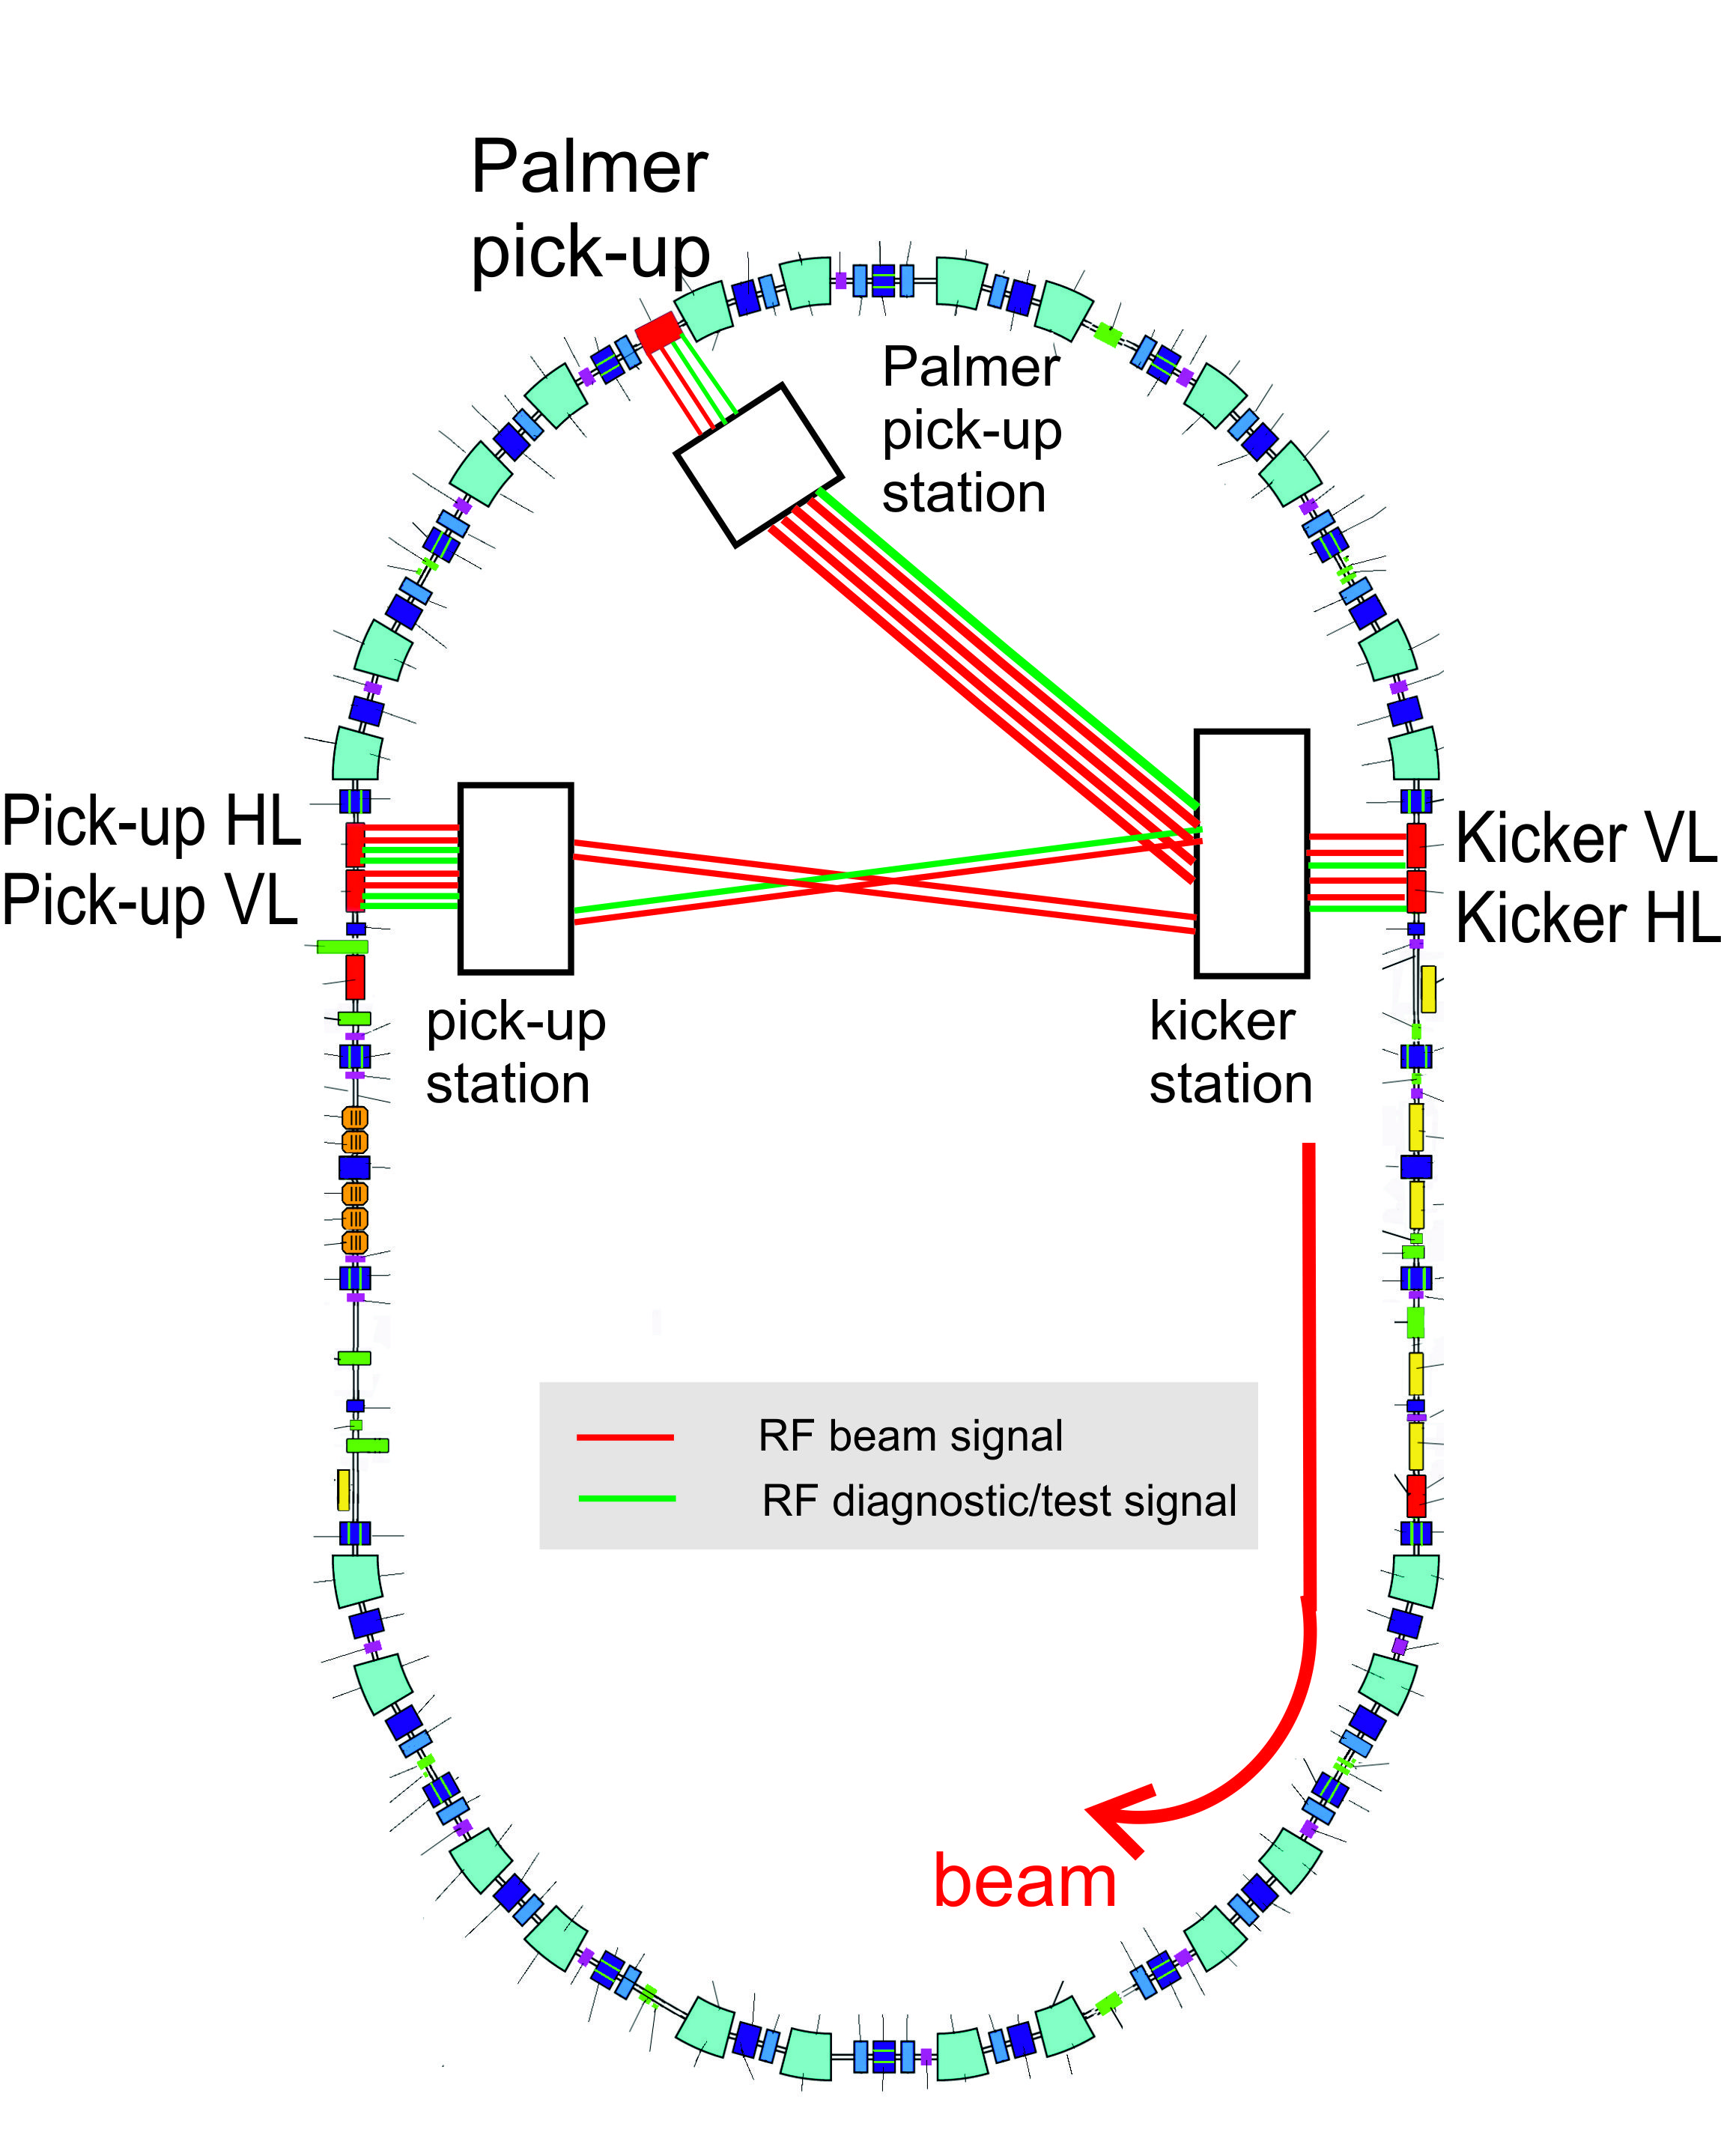 Palmer
pick-up
Palmer
pick-up
station
Pick-up HL
Pick-up VL
Kicker VL
Kicker HL
pick-up
station
kicker
station
RF beam signal
RF diagnostic/test signal
beam